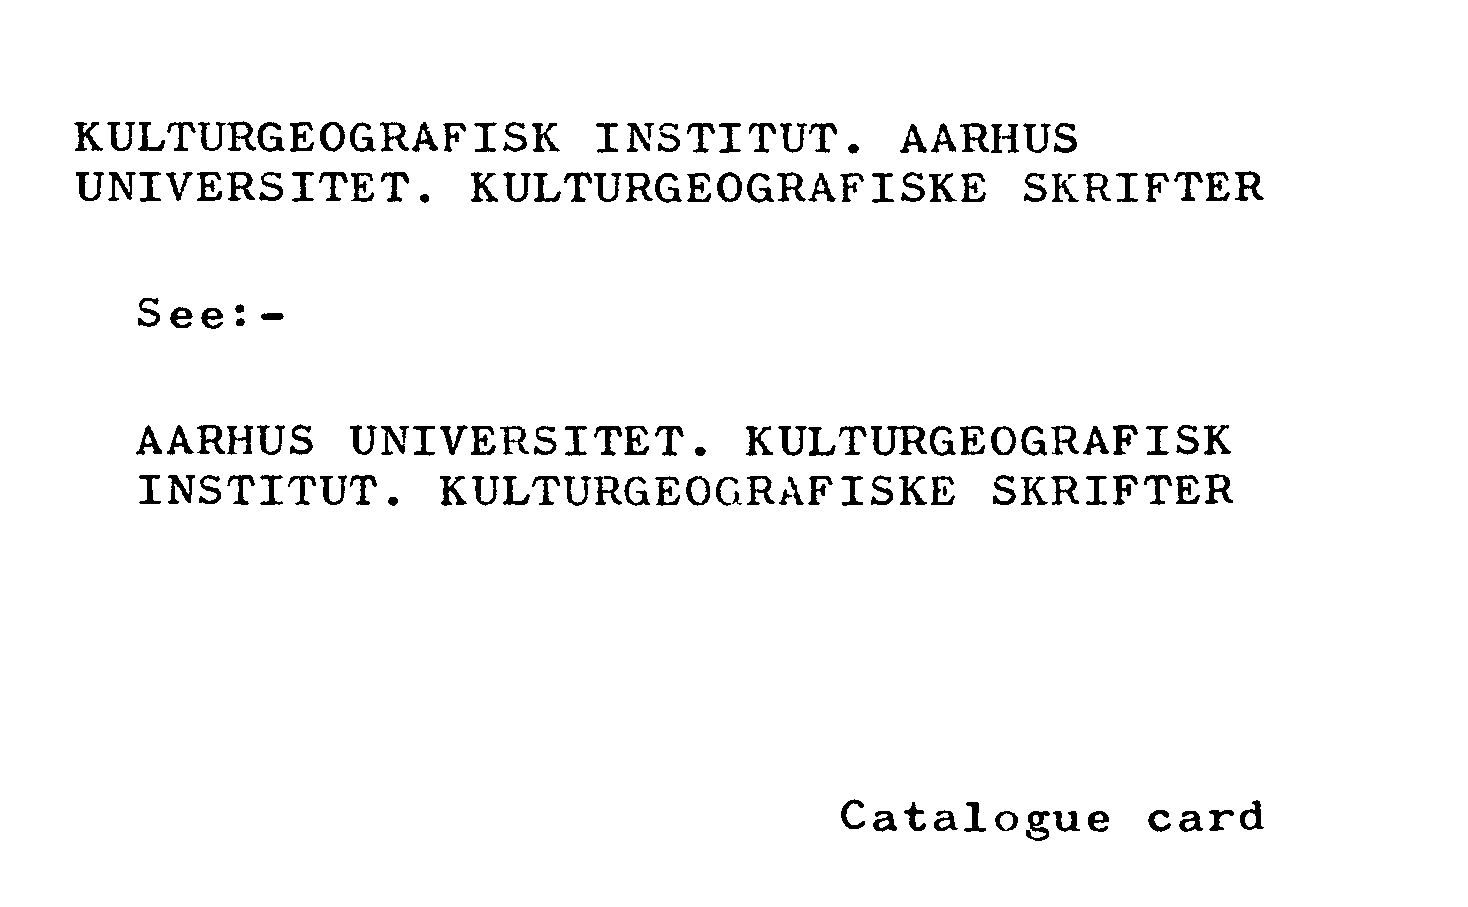 KULTURGEOGRAFISK INSTITUT. AARHUS
UNIVERSITET. KULTURGEOGRAFISKE SKRIFTER
See:-
AARHUS UNIVERSITET. KULTURGEOGRAFISK
INSTITUT. KULTURGEOGRAFISKE SKRIFTER
Catalogue card